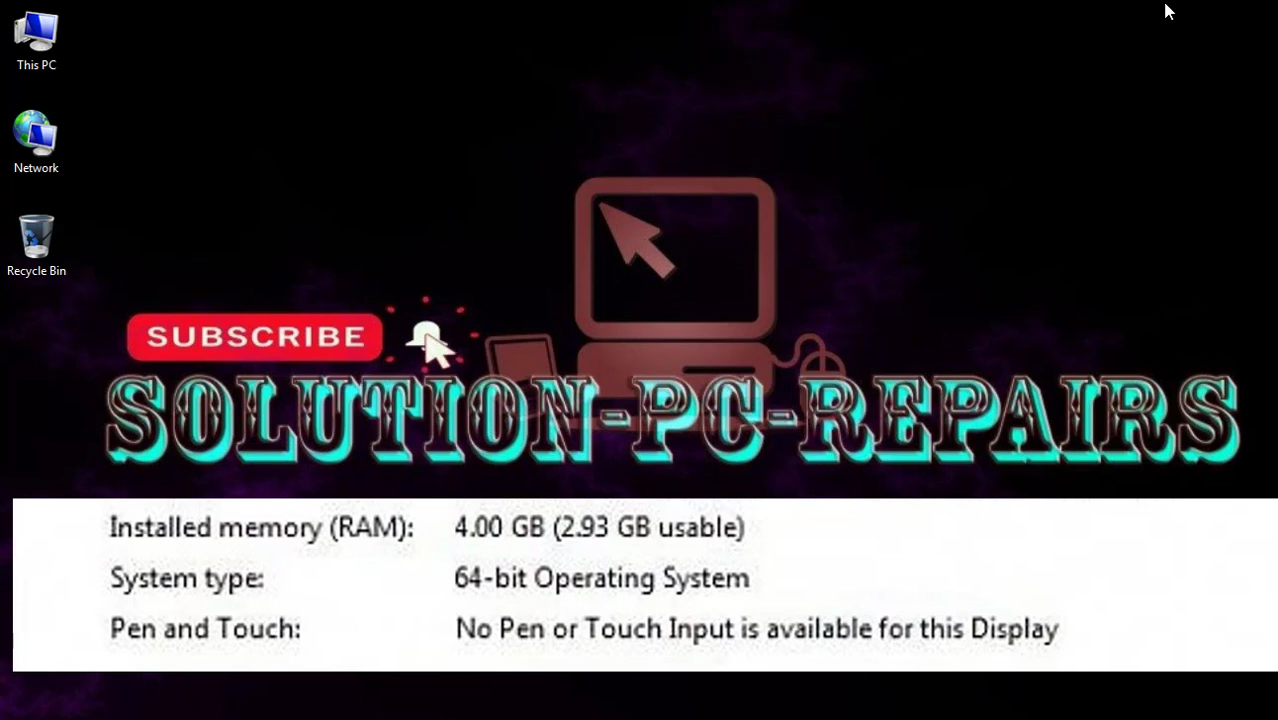 This PC
Network
Recycle Bin
SUBSCRIBE
SOLUTION-PC-REPAIRS
Installed memory (RAM): 4.00 GB (2.93 GB usable)
System type: 64-bit Operating System
Pen and Touch: No Pen or Touch Input is available for this Display